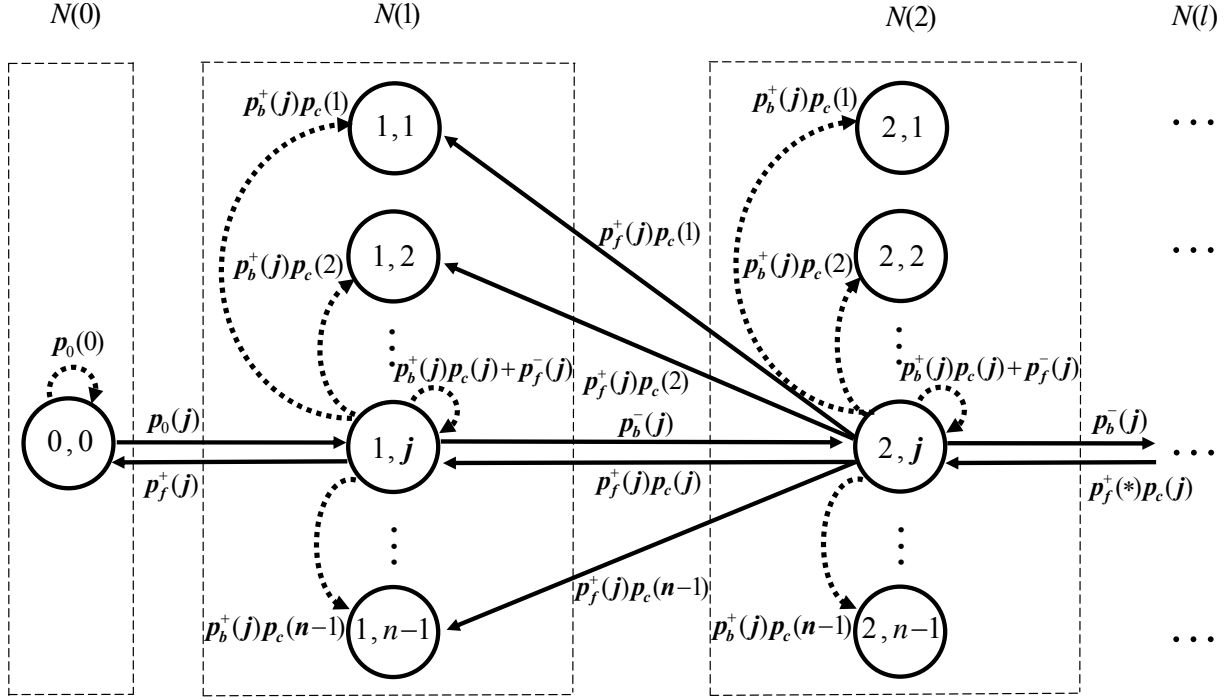 N(0) N(1) N(2) N(l)
p_b^+(j)p_c(1) 1,1 p_b^+(j)p_c(1) 2,1 ...
p_f^+(j)p_c(1)
p_b^+(j)p_c(2) 1,2 p_b^+(j)p_c(2) 2,2 ...
p_0(0) p_b^+(j)p_c(j)+p_f^-(j) p_f^+(j)p_c(2) p_b^+(j)p_c(j)+p_f^-(j)
p_0(j) p_b^-(j) p_b^-(j)
0,0 1,j 2,j ...
p_f^+(j) p_f^+(j)p_c(j) p_f^+(*)p_c(j)
p_f^+(j)p_c(n-1)
p_b^+(j)p_c(n-1) 1,n-1 p_b^+(j)p_c(n-1) 2,n-1 ...